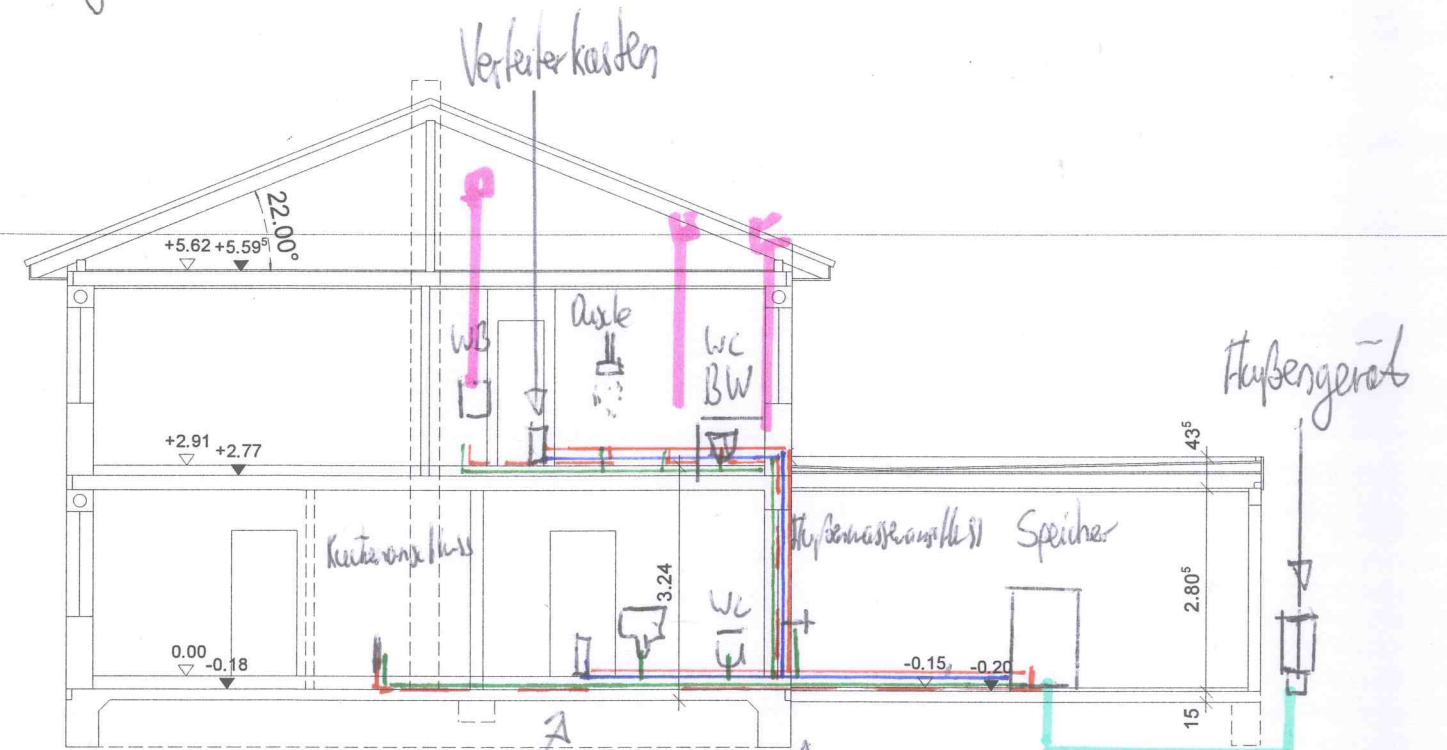 Verteilerkasten
22.00°
+5.62 +5.59⁵
WB
Dusche
WC
BW
Außengerät
+2.91
+2.77
43⁵
Küchenanschluss
Außenwasseranschluss
Speicher
3.24
WC
2.80⁵
0.00
-0.18
-0.15
-0.20
15